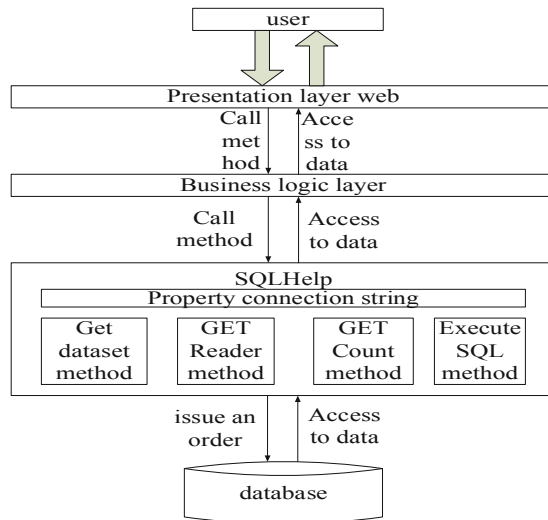 user
Presentation layer web
Call
met
hod
Acce
ss to
data
Business logic layer
Call
method
Access
to data
SQLHelp
Property connection string
Get
dataset
method
GET
Reader
method
GET
Count
method
Execute
SQL
method
issue an
order
Access
to data
database